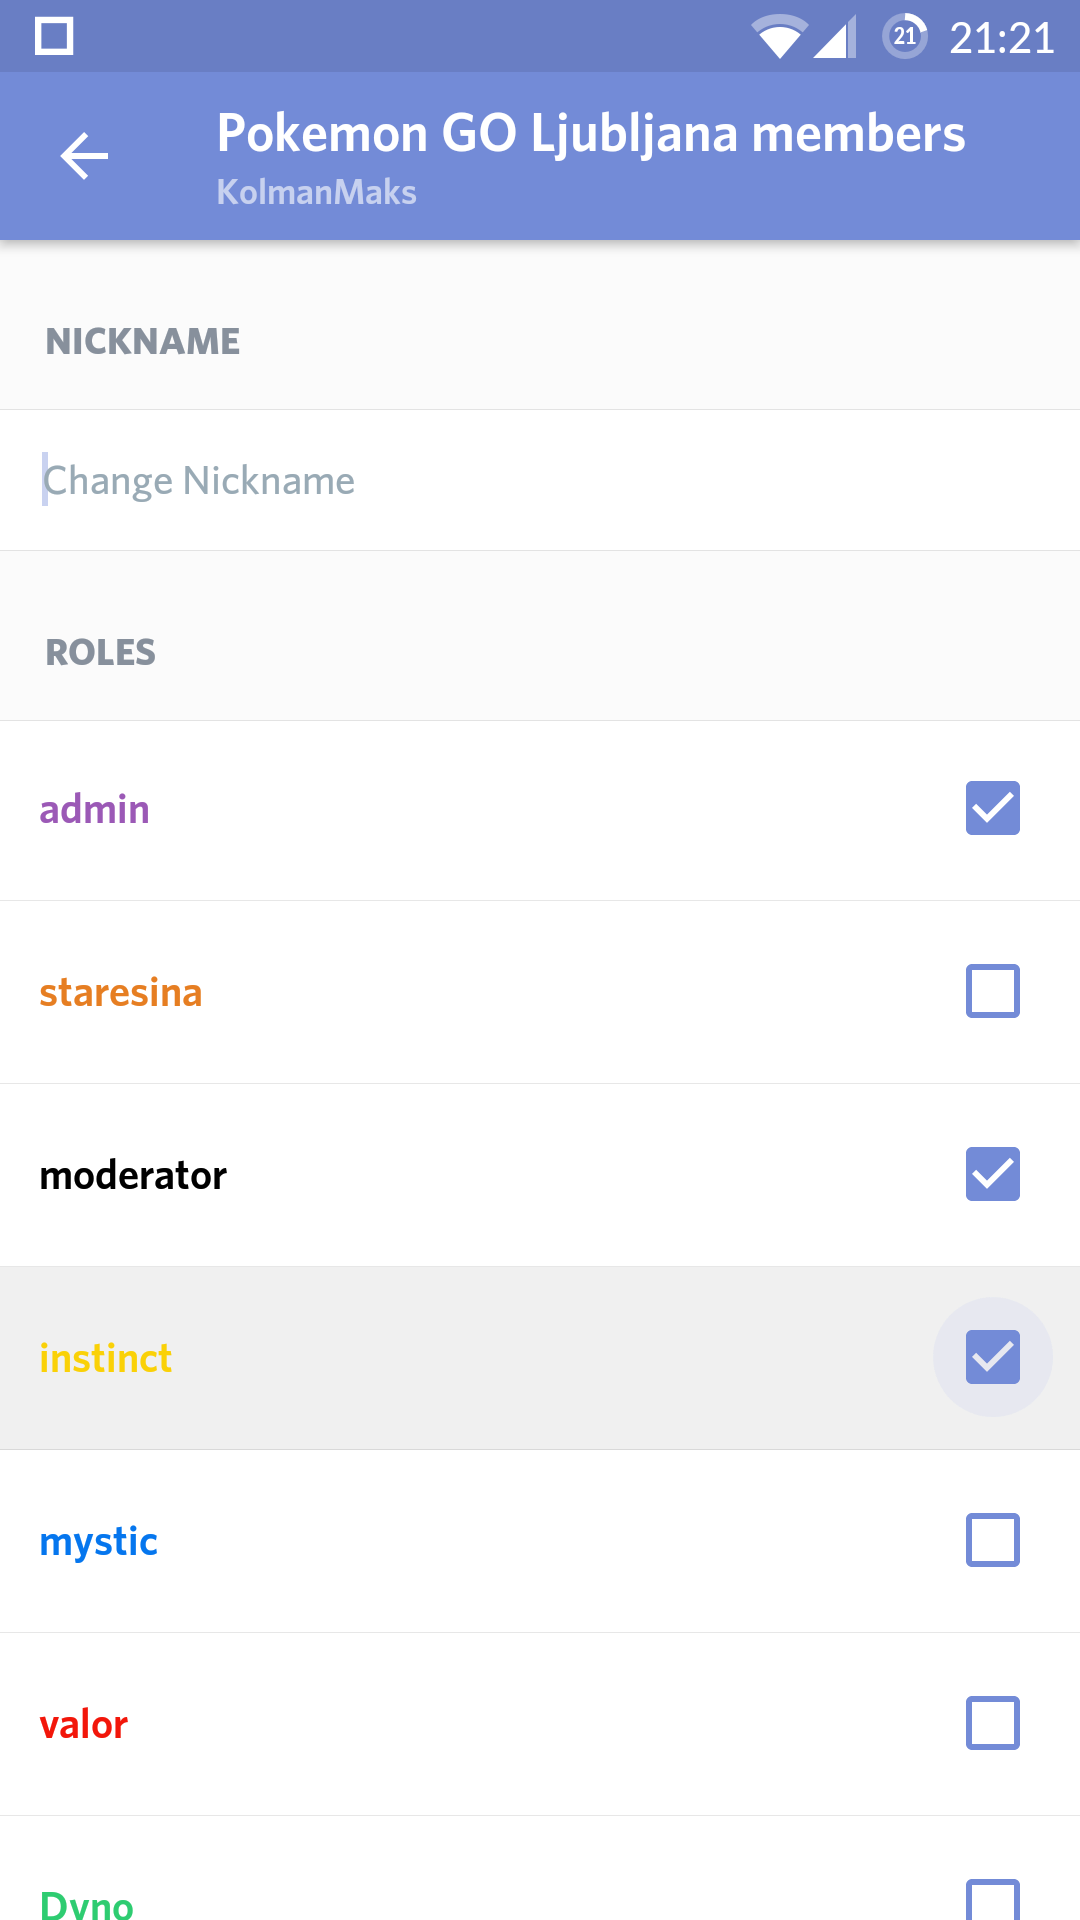 21 21:21
Pokemon GO Ljubljana members
KolmanMaks
NICKNAME
Change Nickname
ROLES
admin
staresina
moderator
instinct
mystic
valor
Dyno